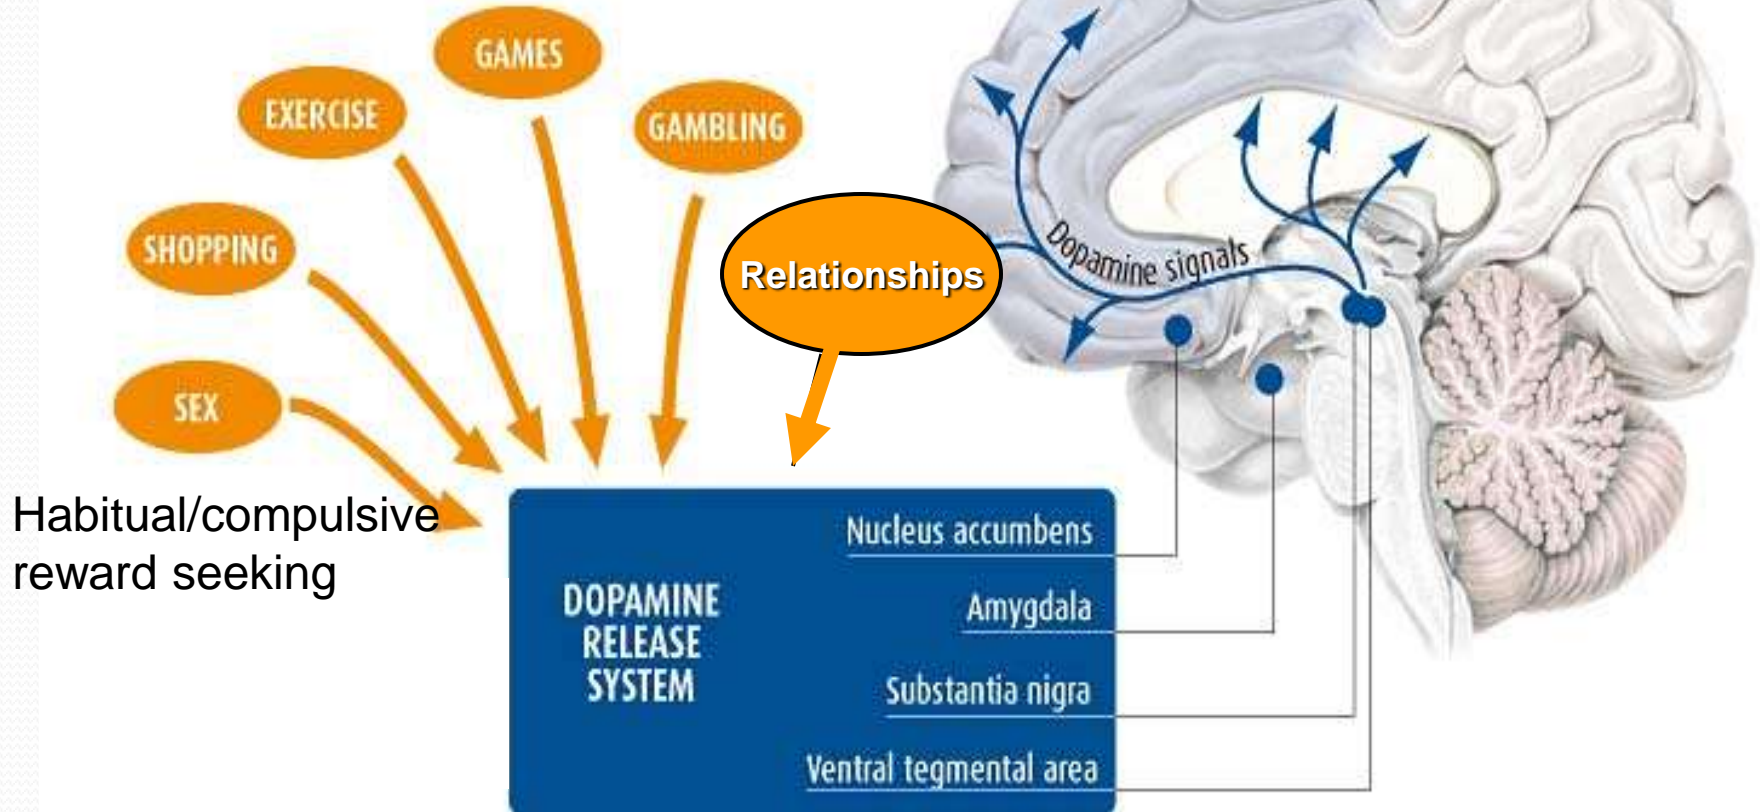 GAMES
EXERCISE
GAMBLING
SHOPPING
Relationships
Dopamine signals
SEX
Habitual/compulsive
reward seeking
DOPAMINE
RELEASE
SYSTEM
Nucleus accumbens
Amygdala
Substantia nigra
Ventral tegmental area